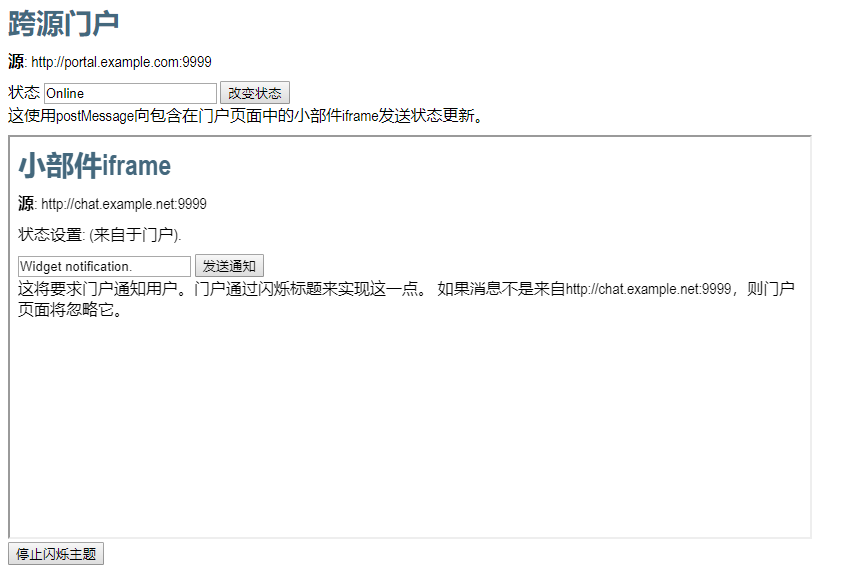 跨源门户
源: http://portal.example.com:9999
状态 Online 改变状态
这使用postMessage向包含在门户页面中的小部件iframe发送状态更新。
小部件iframe
源: http://chat.example.net:9999
状态设置: (来自于门户).
Widget notification. 发送通知
这将要求门户通知用户。门户通过闪烁标题来实现这一点。 如果消息不是来自http://chat.example.net:9999，则门户
页面将忽略它。
停止闪烁主题